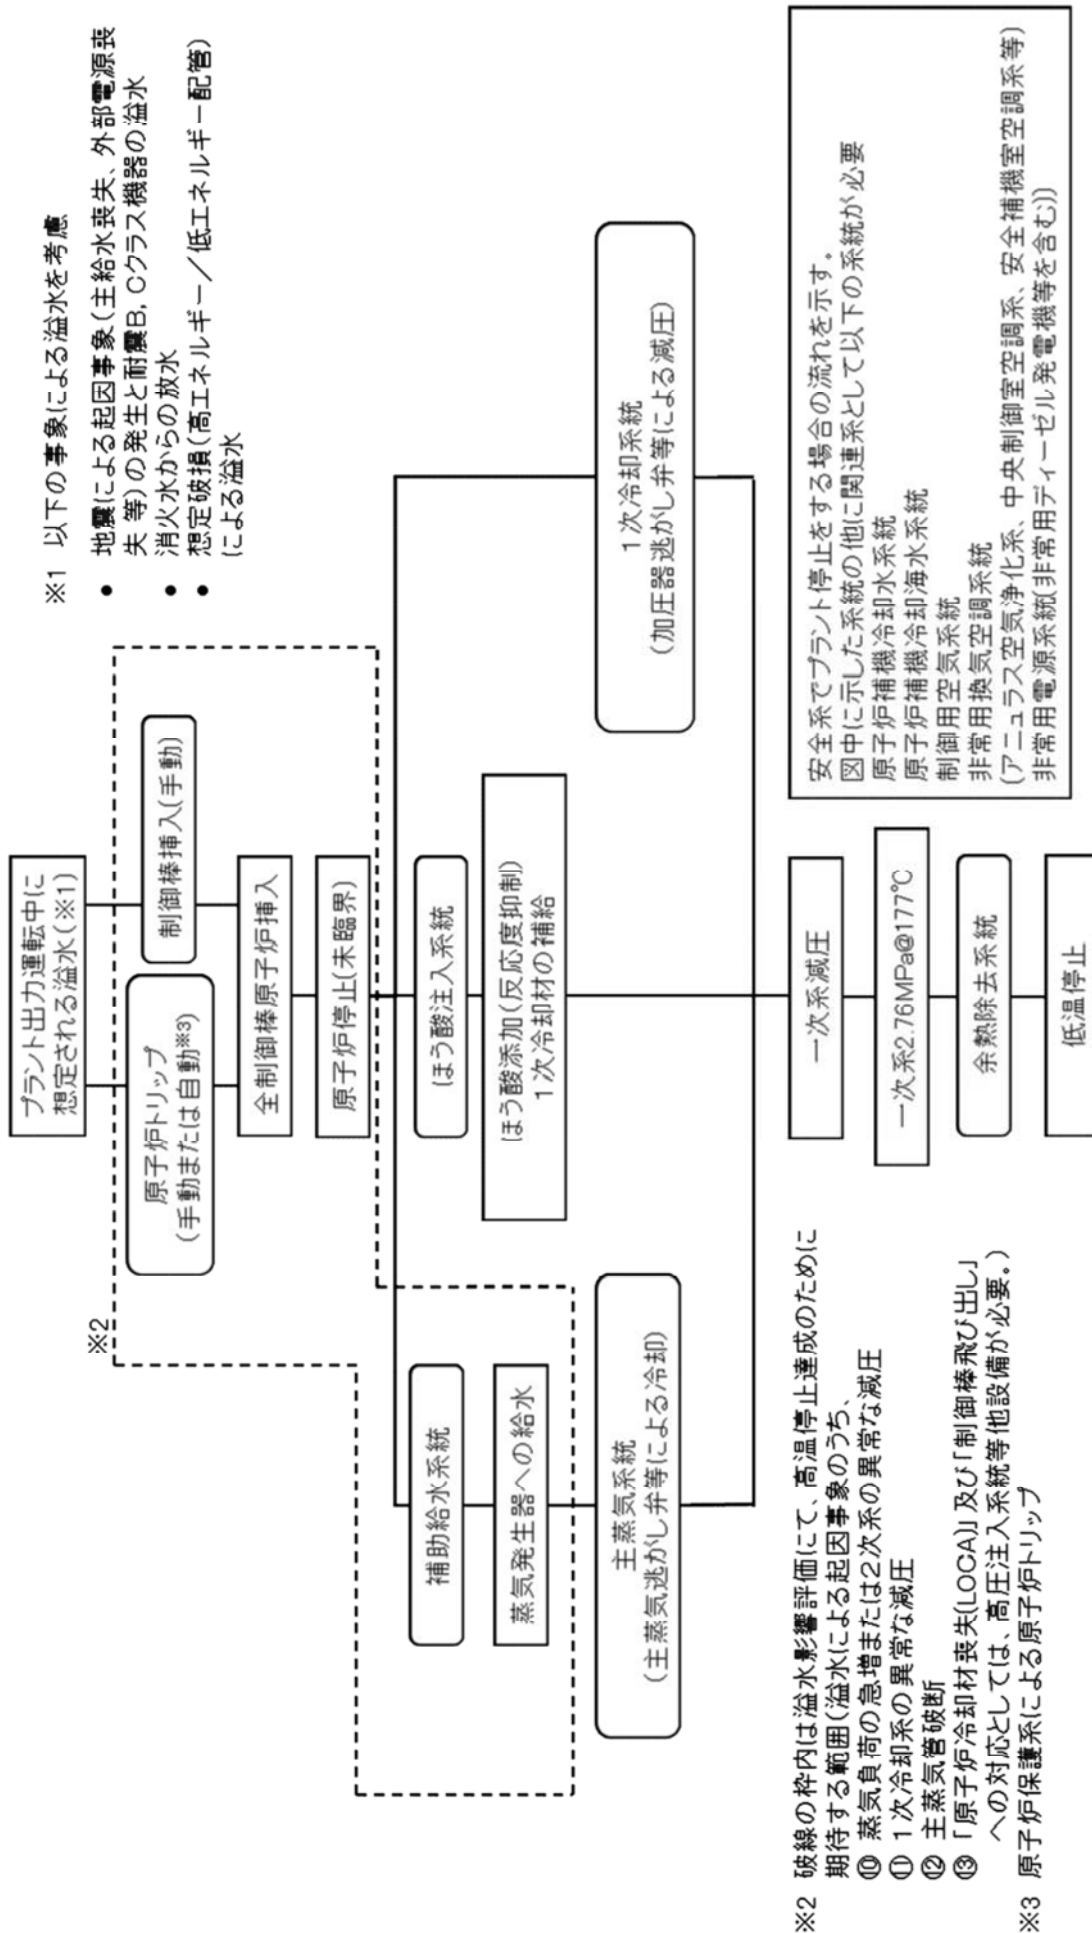 プラント出力運転中に
想定される溢水(※1)
※1 以下の事象による溢水を考慮
• 地震による起因事象(主給水喪失、外部電源喪
失 等)の発生と耐震B, Cクラス機器の溢水
• 消火水からの放水
• 想定破損(高エネルギー／低エネルギー配管)
による溢水
※2
原子炉トリップ
(手動または自動※3)
制御棒挿入(手動)
全制御棒原子炉挿入
原子炉停止(未臨界)
補助給水系統
蒸気発生器への給水
ほう酸注入系統
ほう酸添加(反応度抑制)
1次冷却材の補給
主蒸気系統
(主蒸気逃がし弁等による冷却)
1次冷却系統
(加圧器逃がし弁等による減圧)
一次系減圧
一次系2.76MPa@177℃
余熱除去系統
低温停止
※2 破線の枠内は溢水影響評価にて、高温停止達成のために
期待する範囲(溢水による起因事象のうち、
⑩ 蒸気負荷の急増または2次系の異常な減圧
⑪ 1次冷却系の異常な減圧
⑫ 主蒸気管破断
⑬ 「原子炉冷却材喪失(LOCA)」及び「制御棒飛び出し」
への対応としては、高圧注入系統等他設備が必要。)
※3 原子炉保護系による原子炉トリップ
安全系でプラント停止をする場合の流れを示す。
図中に示した系統の他に関連系として以下の系統が必要
原子炉補機冷却水系統
原子炉補機冷却海水系統
制御用空気系統
非常用換気空調系統
(アニュラス空気浄化系、中央制御室空調系、安全補機室空調系等)
非常用電源系統(非常用ディーゼル発電機等を含む))